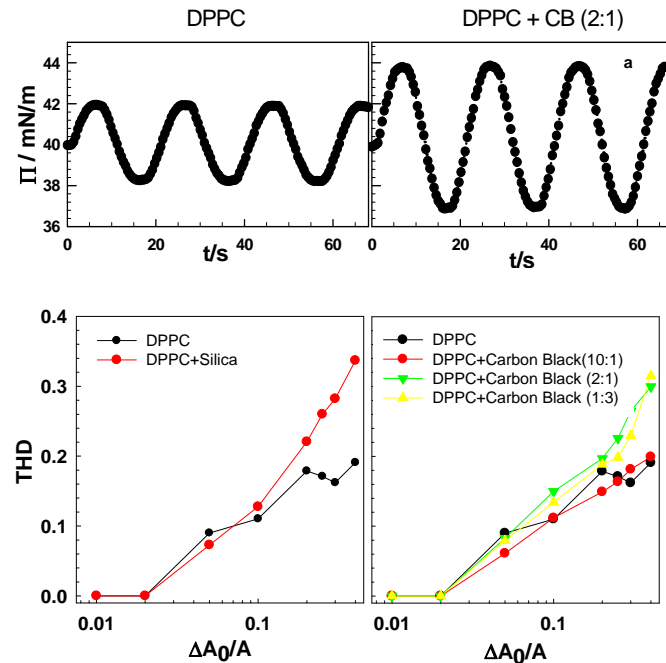 DPPC
DPPC + CB (2:1)
a
Π / mN/m
44
42
40
38
36
0 20 40 60
0 20 40 60
t/s
t/s
THD
0.4
0.3
0.2
0.1
0.0
DPPC
DPPC+Silica
DPPC
DPPC+Carbon Black(10:1)
DPPC+Carbon Black (2:1)
DPPC+Carbon Black (1:3)
0.01 0.1
0.01 0.1
ΔA0/A
ΔA0/A